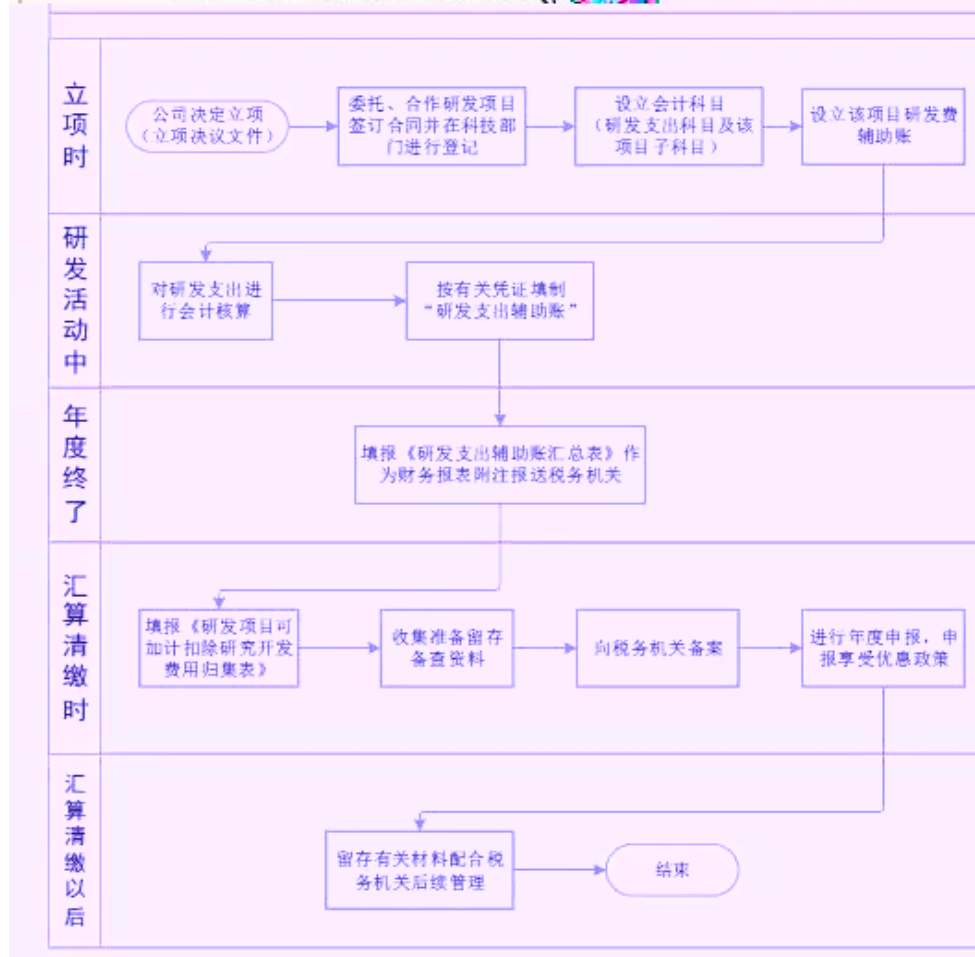 立项时
公司决定立项
（立项决议文件）
委托、合作研发项目
签订合同并在科技部
门进行登记
设立会计科目
（研发支出科目及该
项目子科目）
设立该项目研发费
辅助账
研发活动中
对研发支出进
行会计核算
按有关凭证填制
“研发支出辅助账”
年度终了
填报《研发支出辅助账汇总表》作
为财务报表附注报送税务机关
汇算清缴时
填报《研发项目可
加计扣除研究开发
费用归集表》
收集准备留存
备查资料
向税务机关备案
进行年度申报，申
报享受优惠政策
汇算清缴以后
留存有关材料配合税
务机关后续管理
结束